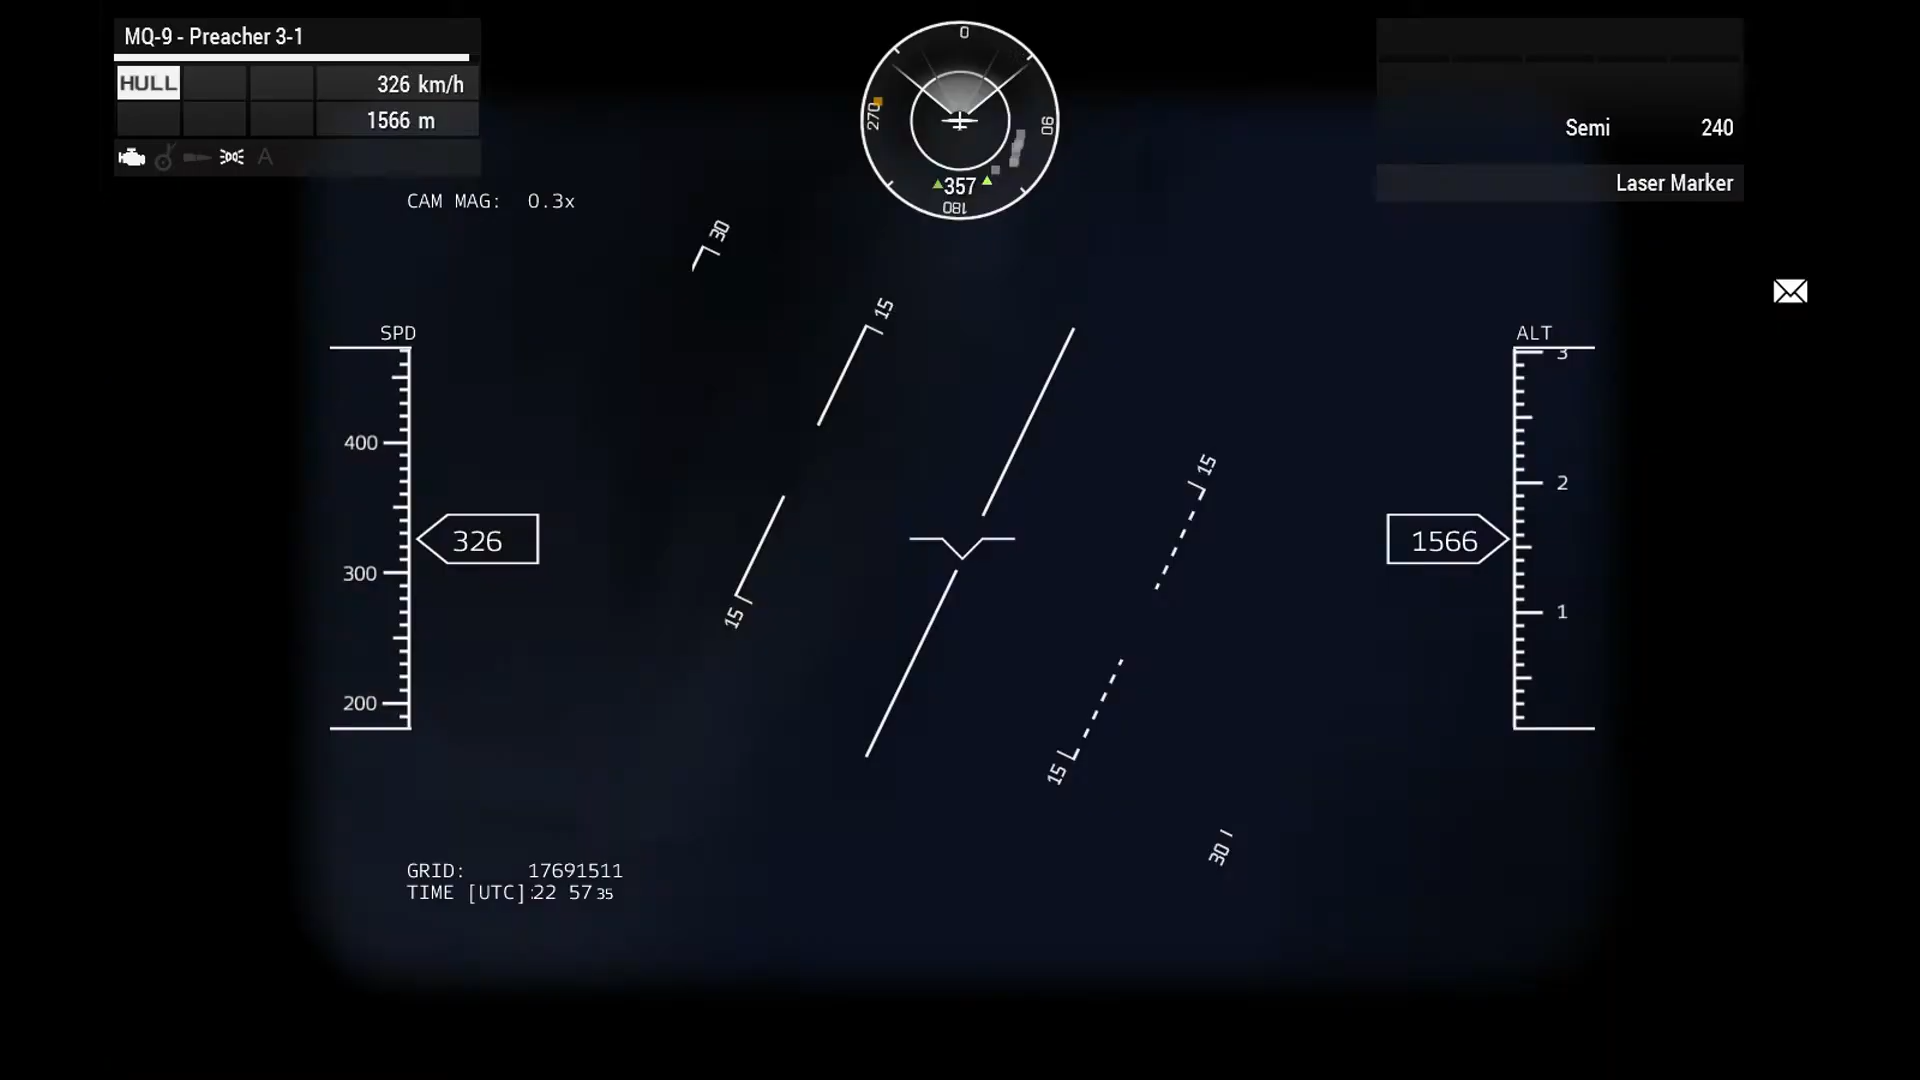 MQ-9 - Preacher 3-1
HULL
326 km/h
1566 m
A
0
90
180
270
357
Semi 240
Laser Marker
CAM MAG: 0.3x
30
15
15
15
15
30
SPD
400
300
200
326
ALT
3
2
1
1566
GRID: 17691511
TIME [UTC]:22 57 35